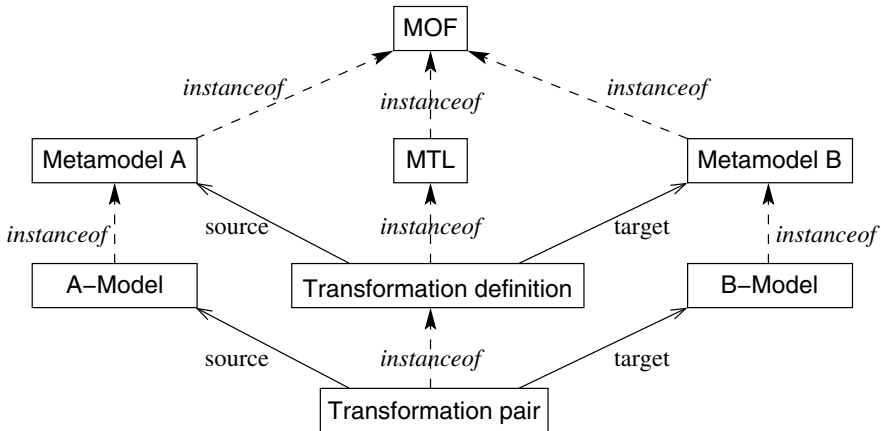 MOF
instanceof
instanceof
instanceof
Metamodel A
MTL
Metamodel B
instanceof
source
instanceof
target
instanceof
A−Model
Transformation definition
B−Model
source
instanceof
target
Transformation pair